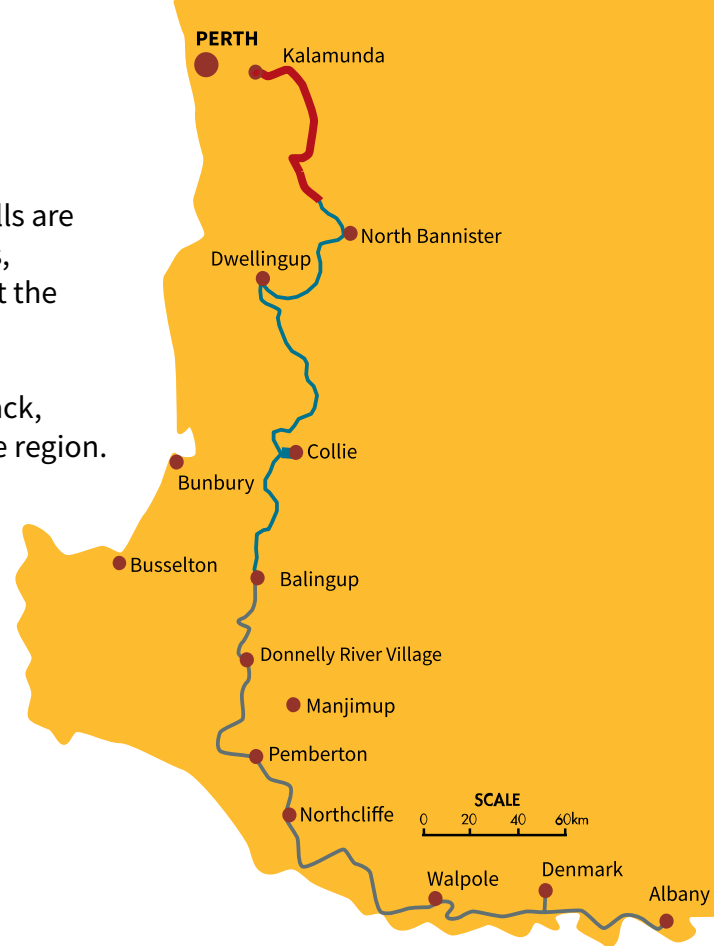 PERTH
Kalamunda
lls are
North Bannister
Dwellingup
t the
ack,
e region.
Collie
Bunbury
Busselton
Balingup
Donnelly River Village
Manjimup
Pemberton
SCALE
0 20 40 60km
Northcliffe
Denmark
Walpole
Albany